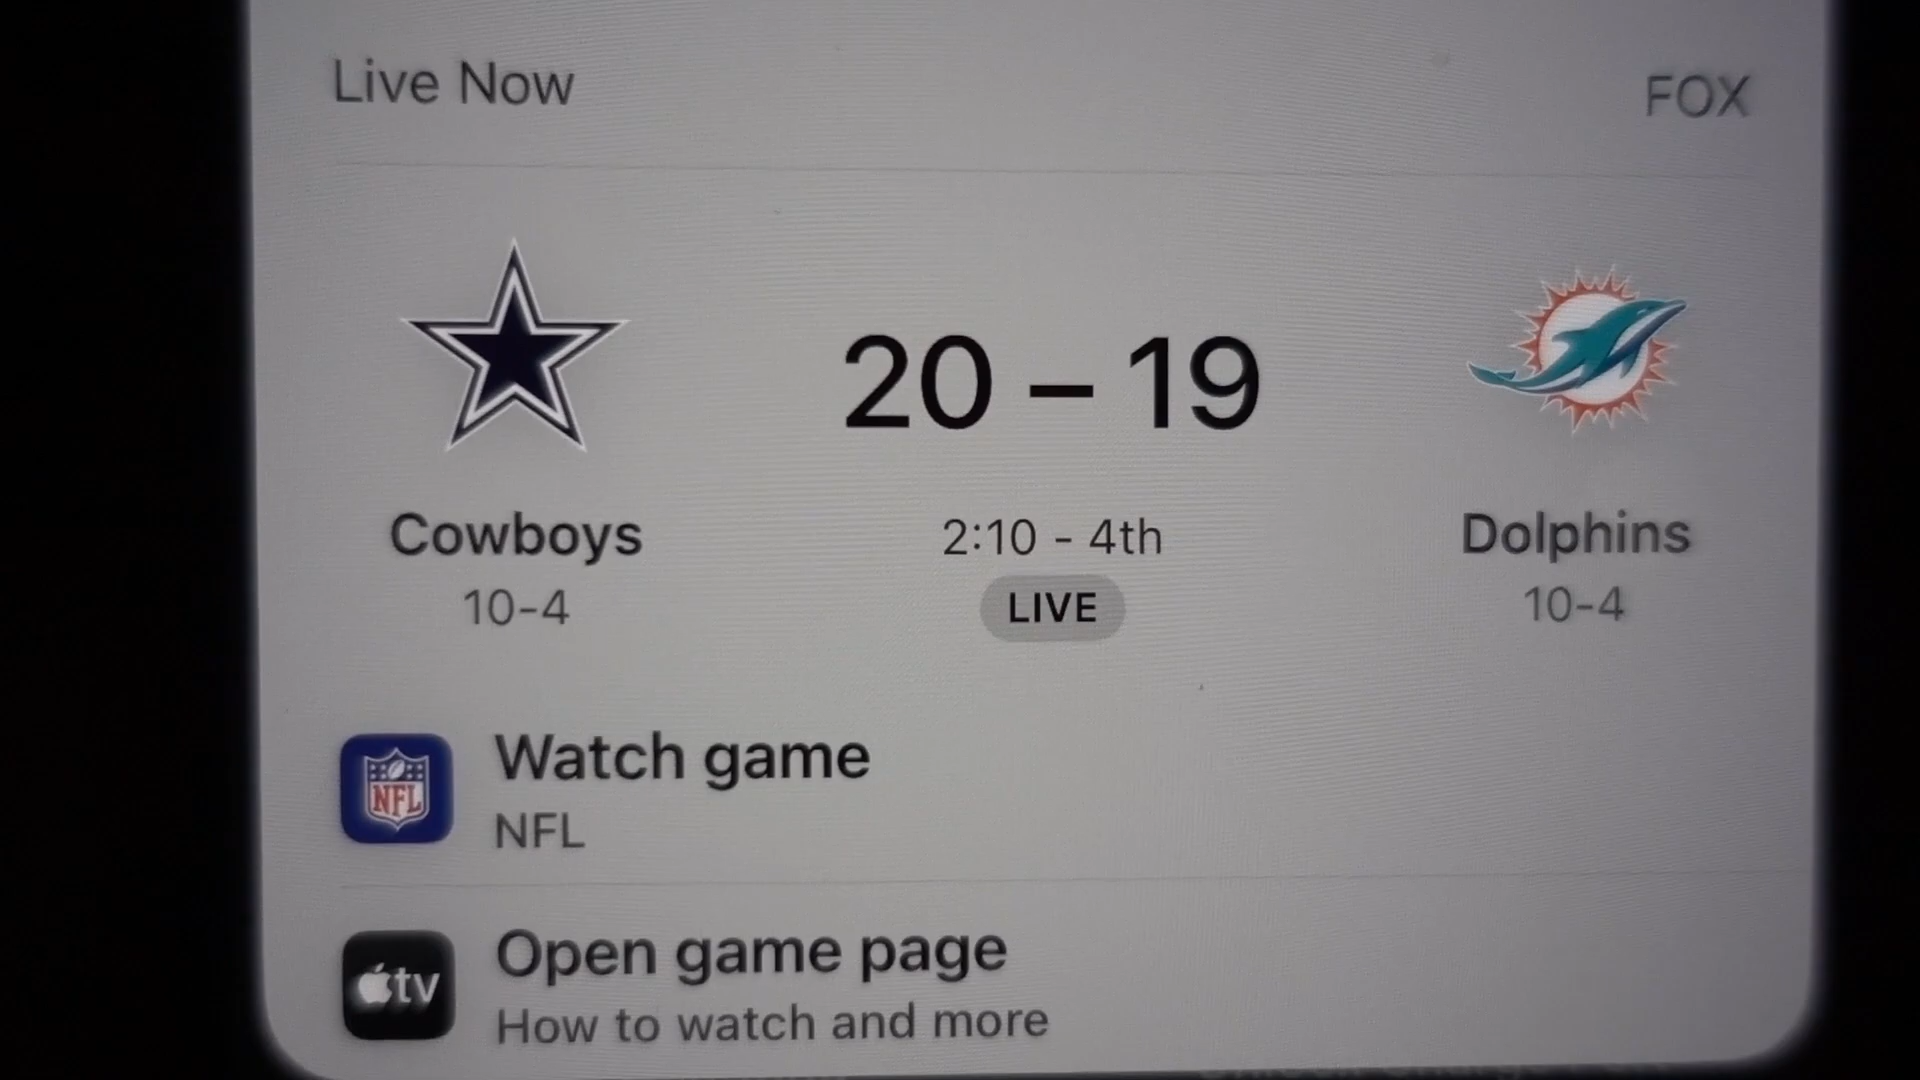 Live Now
FOX
20 – 19
Cowboys
2:10 - 4th
Dolphins
10-4
LIVE
10-4
Watch game
NFL
NFL
Open game page
tv
How to watch and more